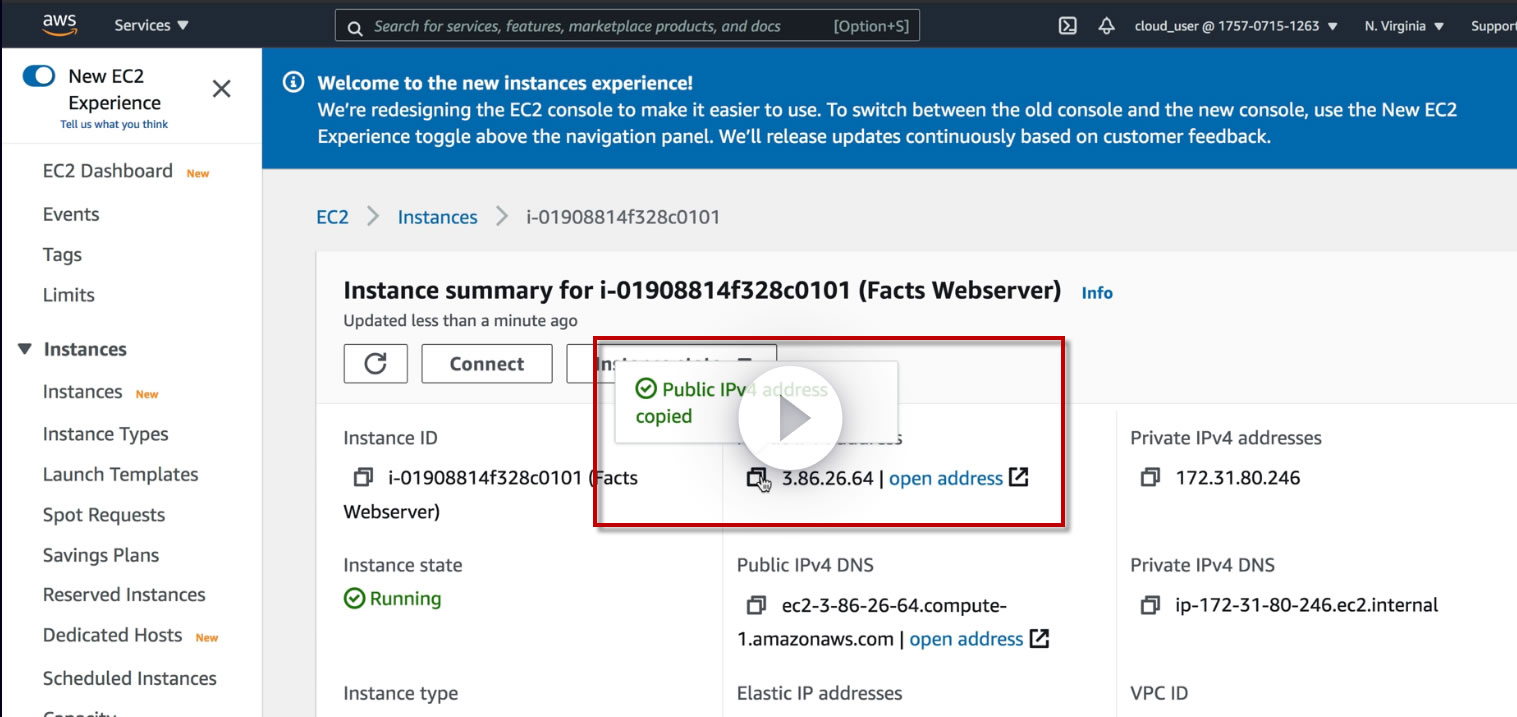 aws
Services
Search for services, features, marketplace products, and docs [Option+S]
cloud_user @ 1757-0715-1263
N. Virginia
Support
New EC2
Experience
Tell us what you think
Welcome to the new instances experience!
We're redesigning the EC2 console to make it easier to use. To switch between the old console and the new console, use the New EC2
Experience toggle above the navigation panel. We'll release updates continuously based on customer feedback.
EC2 Dashboard New
Events
Tags
Limits
Instances
Instances New
Instance Types
Launch Templates
Spot Requests
Savings Plans
Reserved Instances
Dedicated Hosts New
Scheduled Instances
EC2 > Instances > i-01908814f328c0101
Instance summary for i-01908814f328c0101 (Facts Webserver) Info
Updated less than a minute ago
Connect
Public IPv4 address
copied
Instance ID
i-01908814f328c0101 (Facts
Webserver)
3.86.26.64 | open address
Private IPv4 addresses
172.31.80.246
Instance state
Running
Public IPv4 DNS
ec2-3-86-26-64.compute-
1.amazonaws.com | open address
Private IPv4 DNS
ip-172-31-80-246.ec2.internal
Instance type
Elastic IP addresses
VPC ID